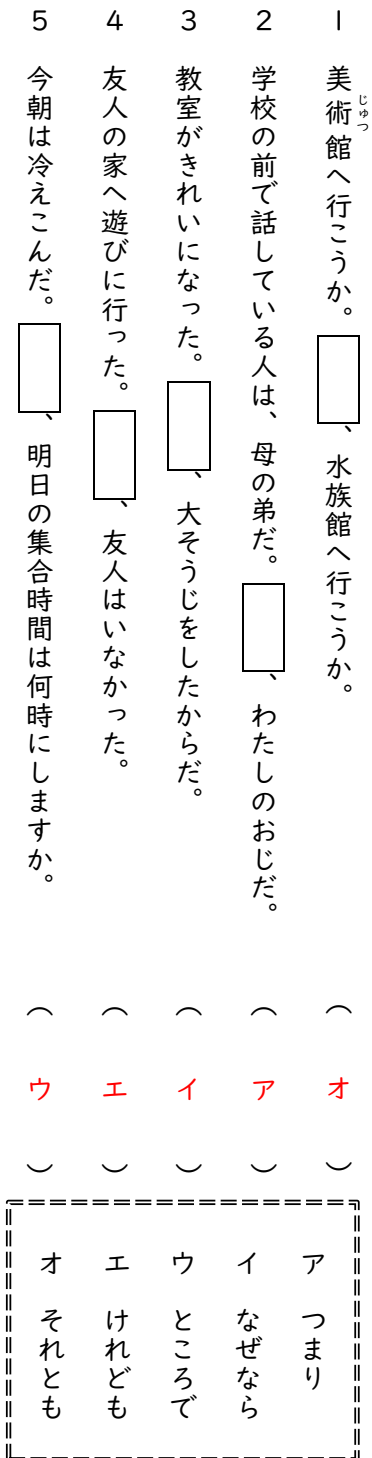 1 美術館へ行こうか。、水族館へ行こうか。（オ）
じゅつ
2 学校の前で話している人は、母の弟だ。、わたしのおじだ。（ア）
3 教室がきれいになった。、大そうじをしたからだ。（イ）
4 友人の家へ遊びに行った。、友人はいなかった。（エ）
5 今朝は冷えこんだ。、明日の集合時間は何時にしますか。（ウ）
ア つまり
イ なぜなら
ウ ところで
エ けれども
オ それとも